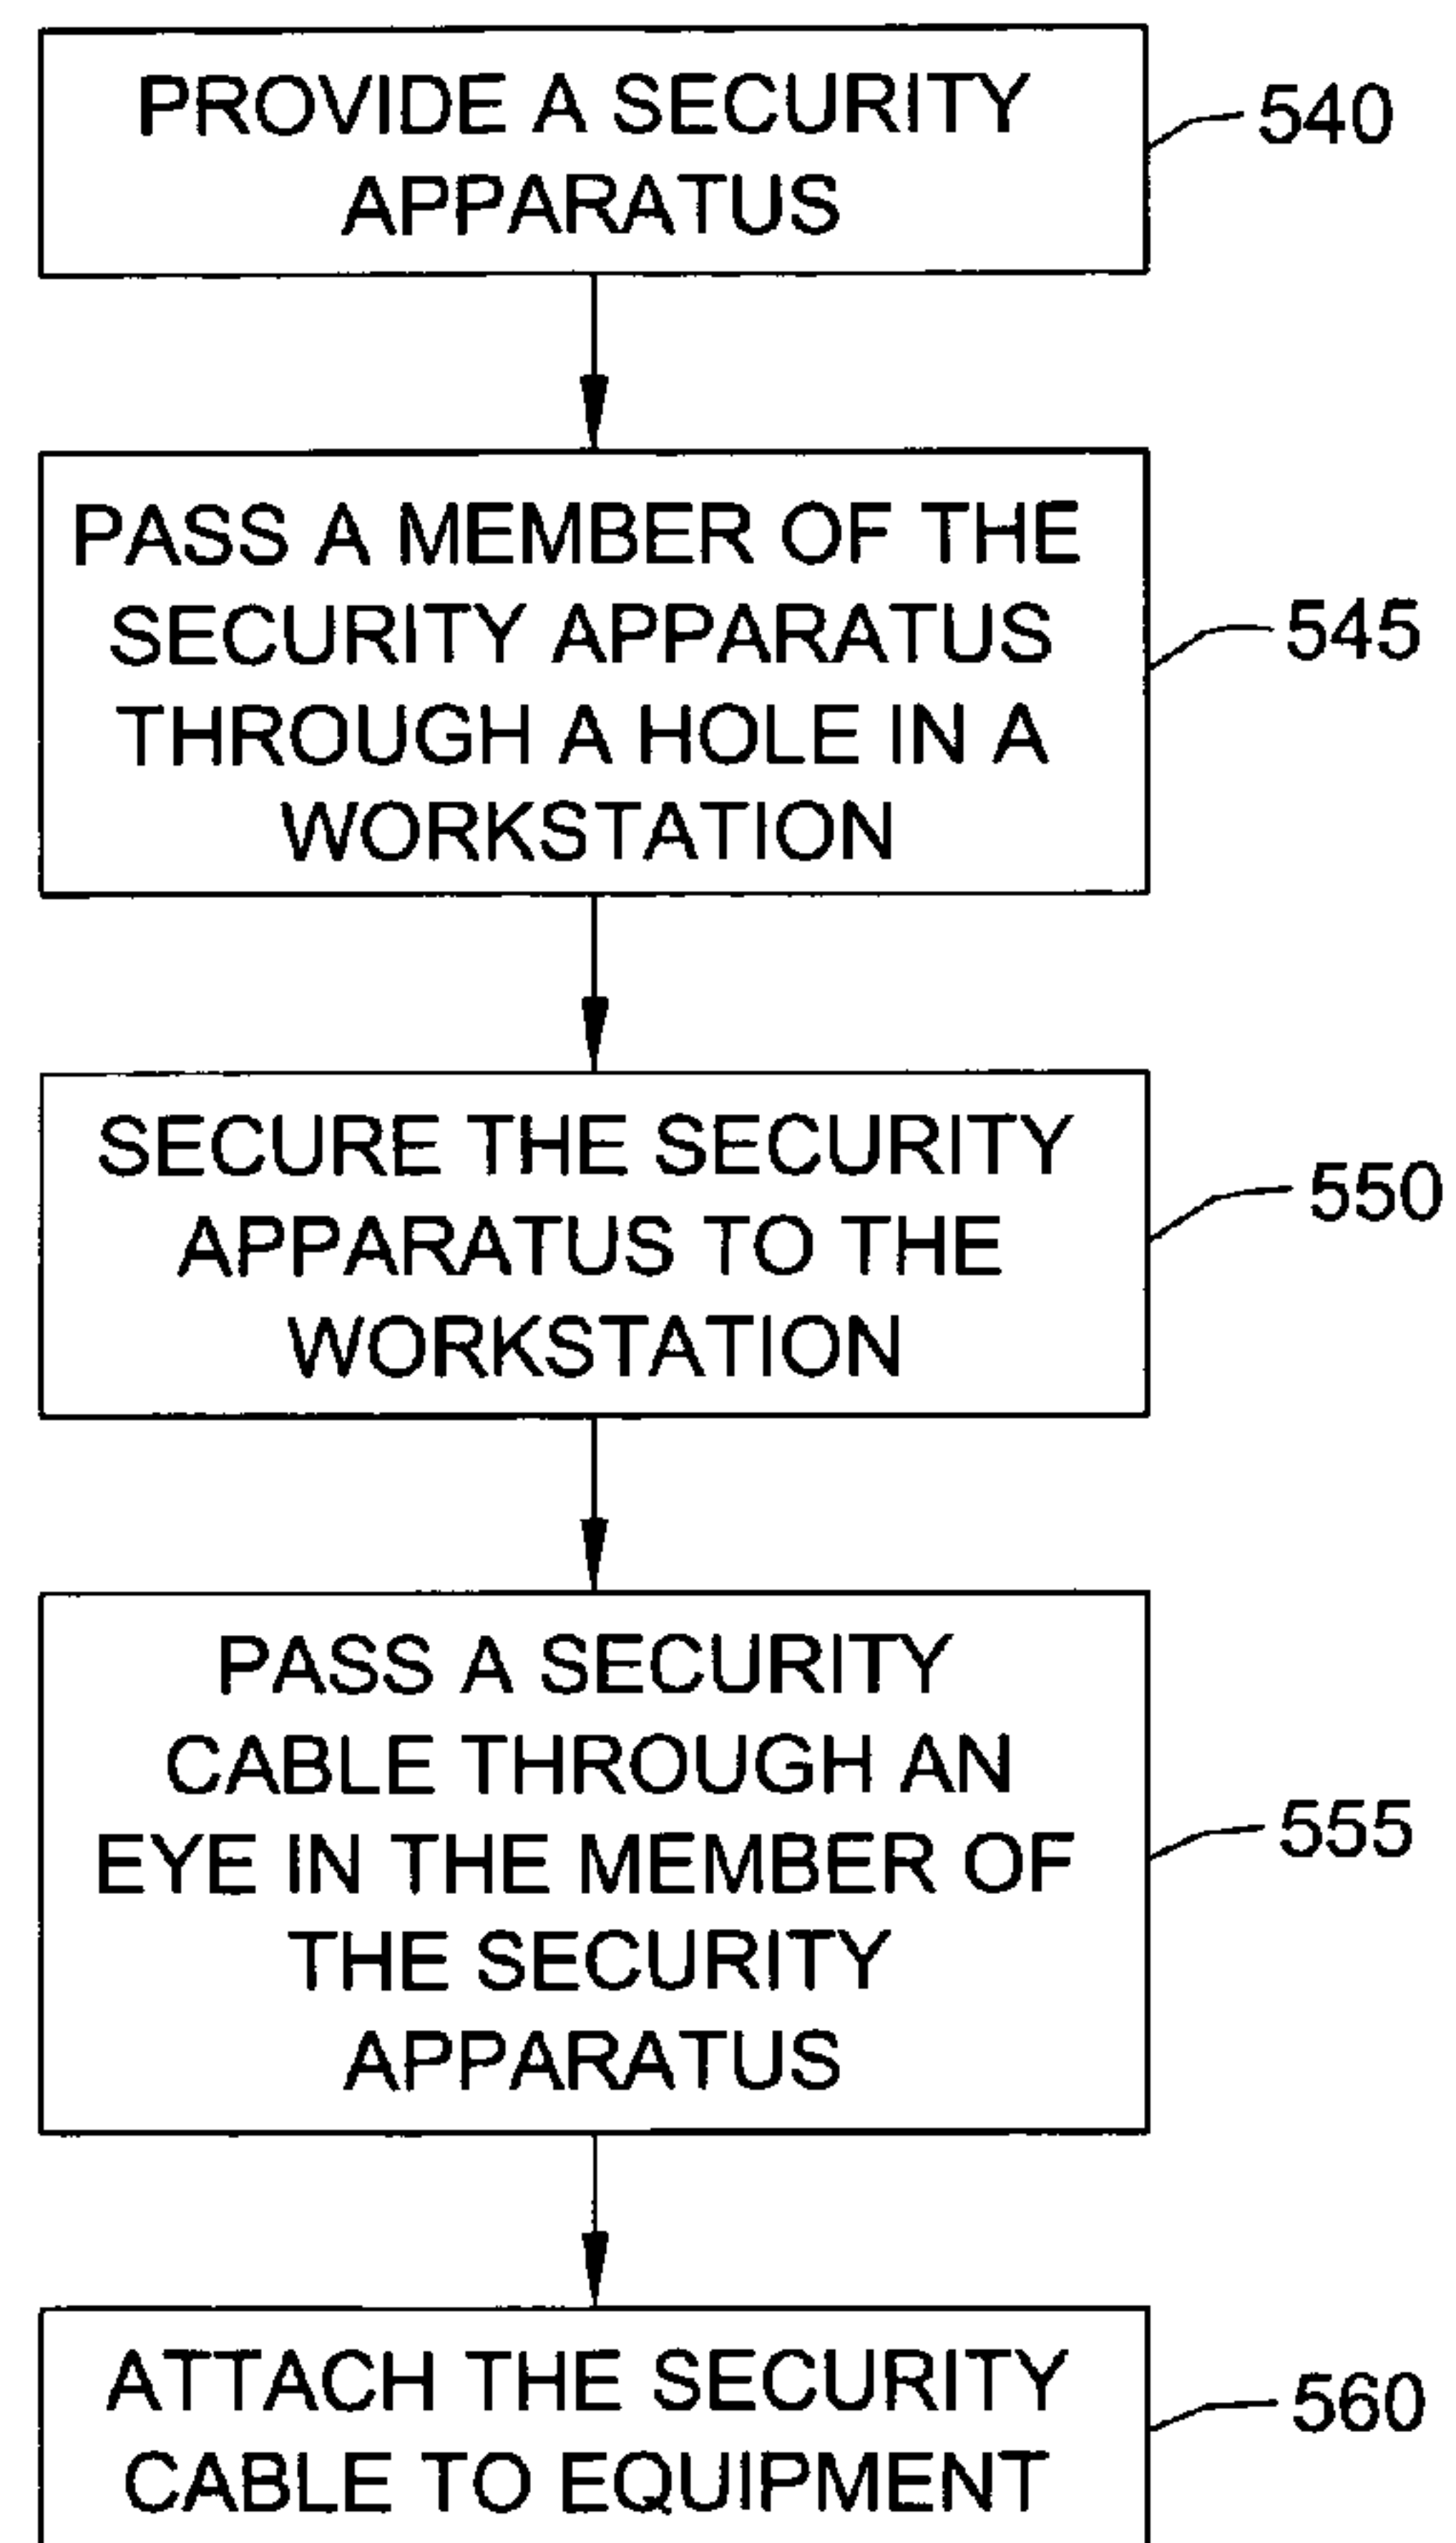 PROVIDE A SECURITY
APPARATUS
540
PASS A MEMBER OF THE
SECURITY APPARATUS
THROUGH A HOLE IN A
WORKSTATION
545
SECURE THE SECURITY
APPARATUS TO THE
WORKSTATION
550
PASS A SECURITY
CABLE THROUGH AN
EYE IN THE MEMBER OF
THE SECURITY
APPARATUS
555
ATTACH THE SECURITY
CABLE TO EQUIPMENT
560